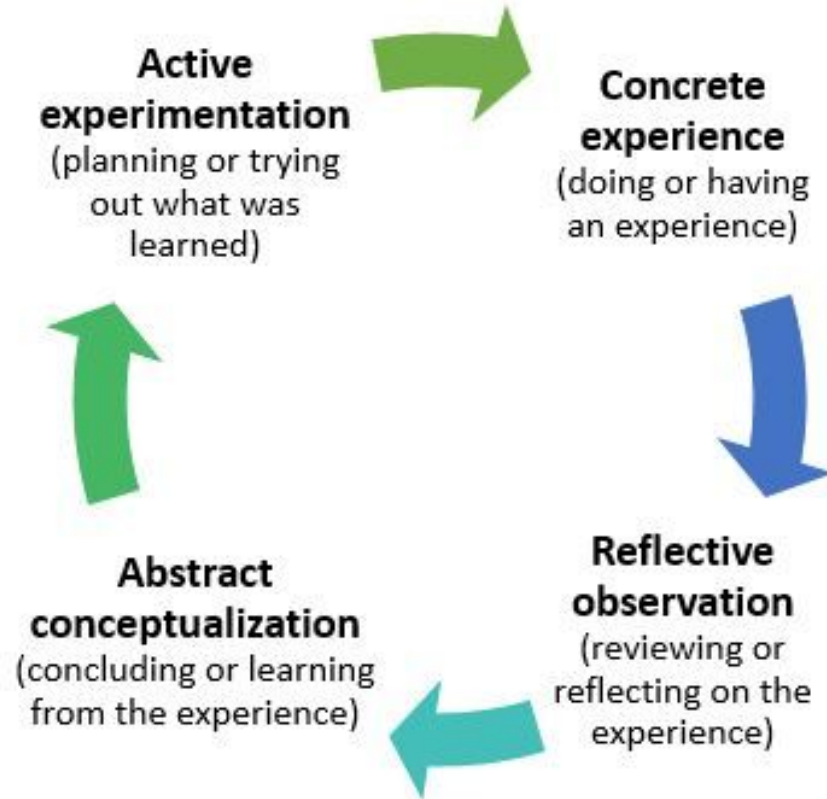 Active
experimentation
(planning or trying
out what was
learned)
Concrete
experience
(doing or having
an experience)
Reflective
observation
(reviewing or
reflecting on the
experience)
Abstract
conceptualization
(concluding or learning
from the experience)